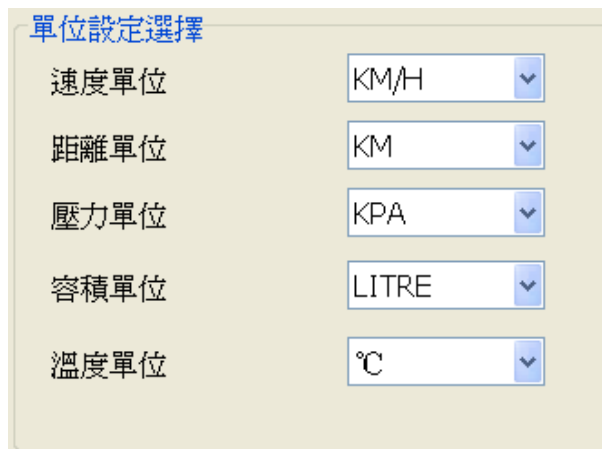 單位設定選擇
速度單位 KM/H
距離單位 KM
壓力單位 KPA
容積單位 LITRE
溫度單位 ℃